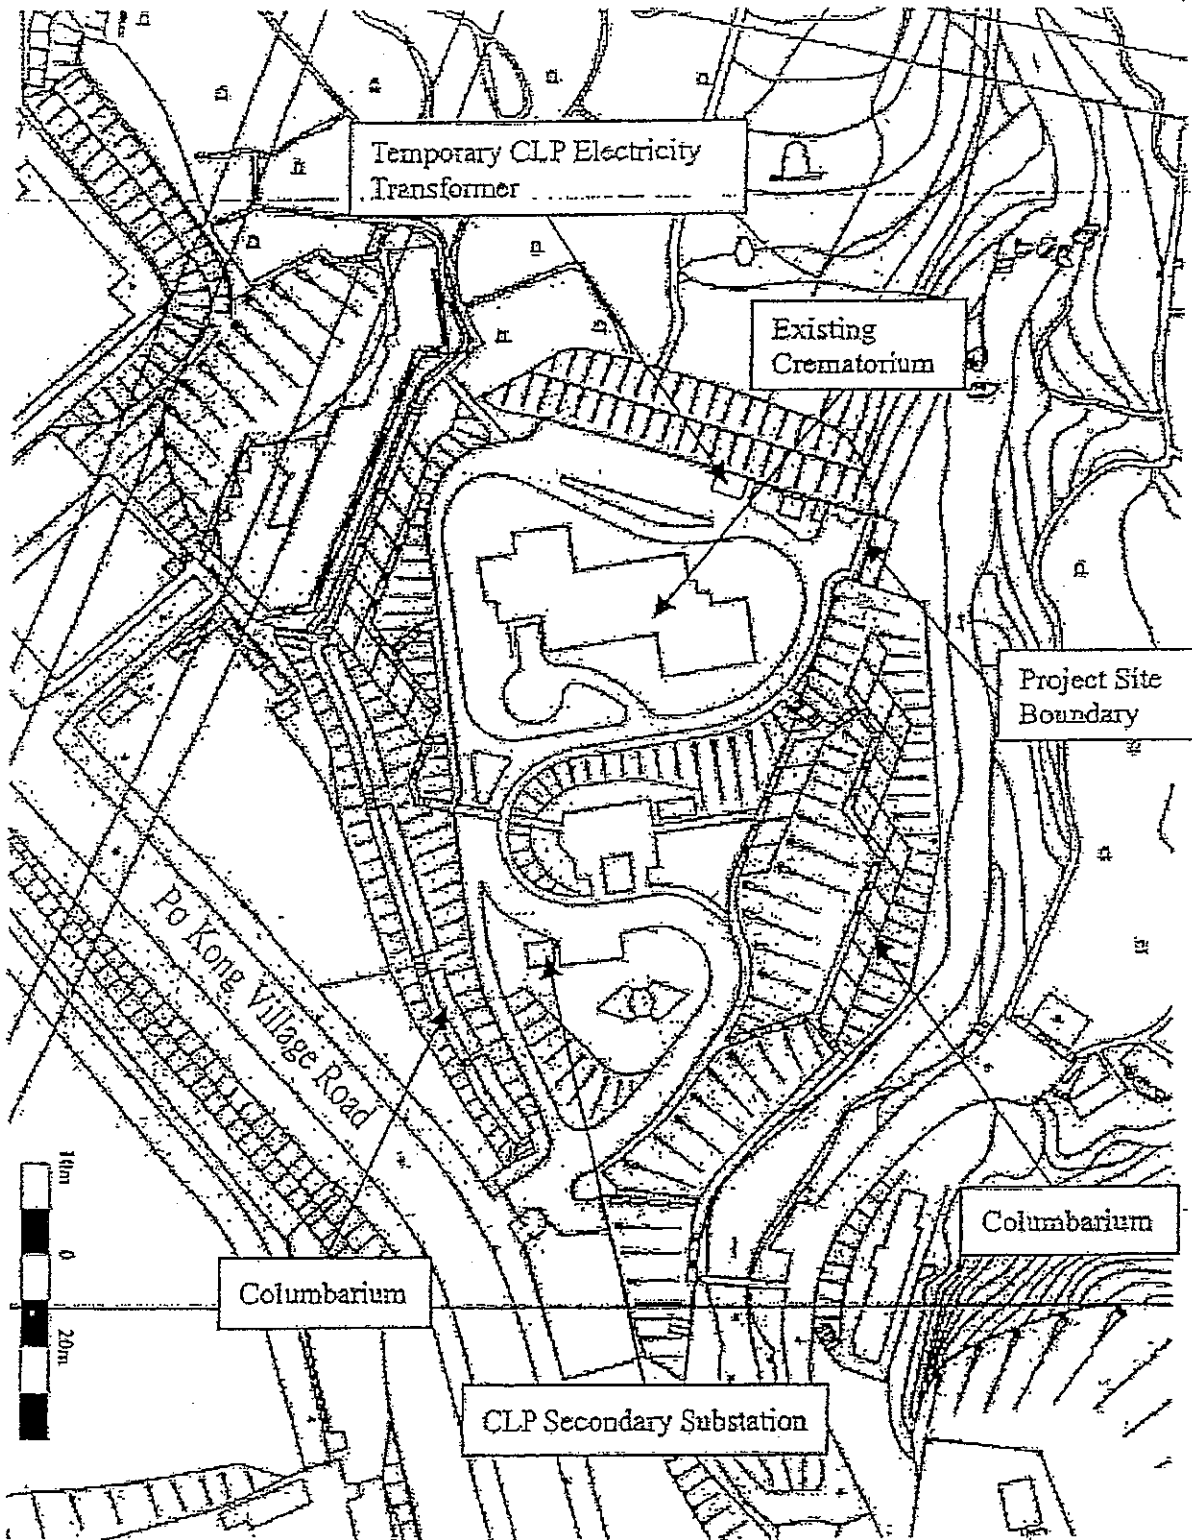 Temporary CLP Electricity
Transformer
Existing
Crematorium
Project Site
Boundary
Po Kong Village Road
10m
0
20m
Columbarium
Columbarium
CLP Secondary Substation